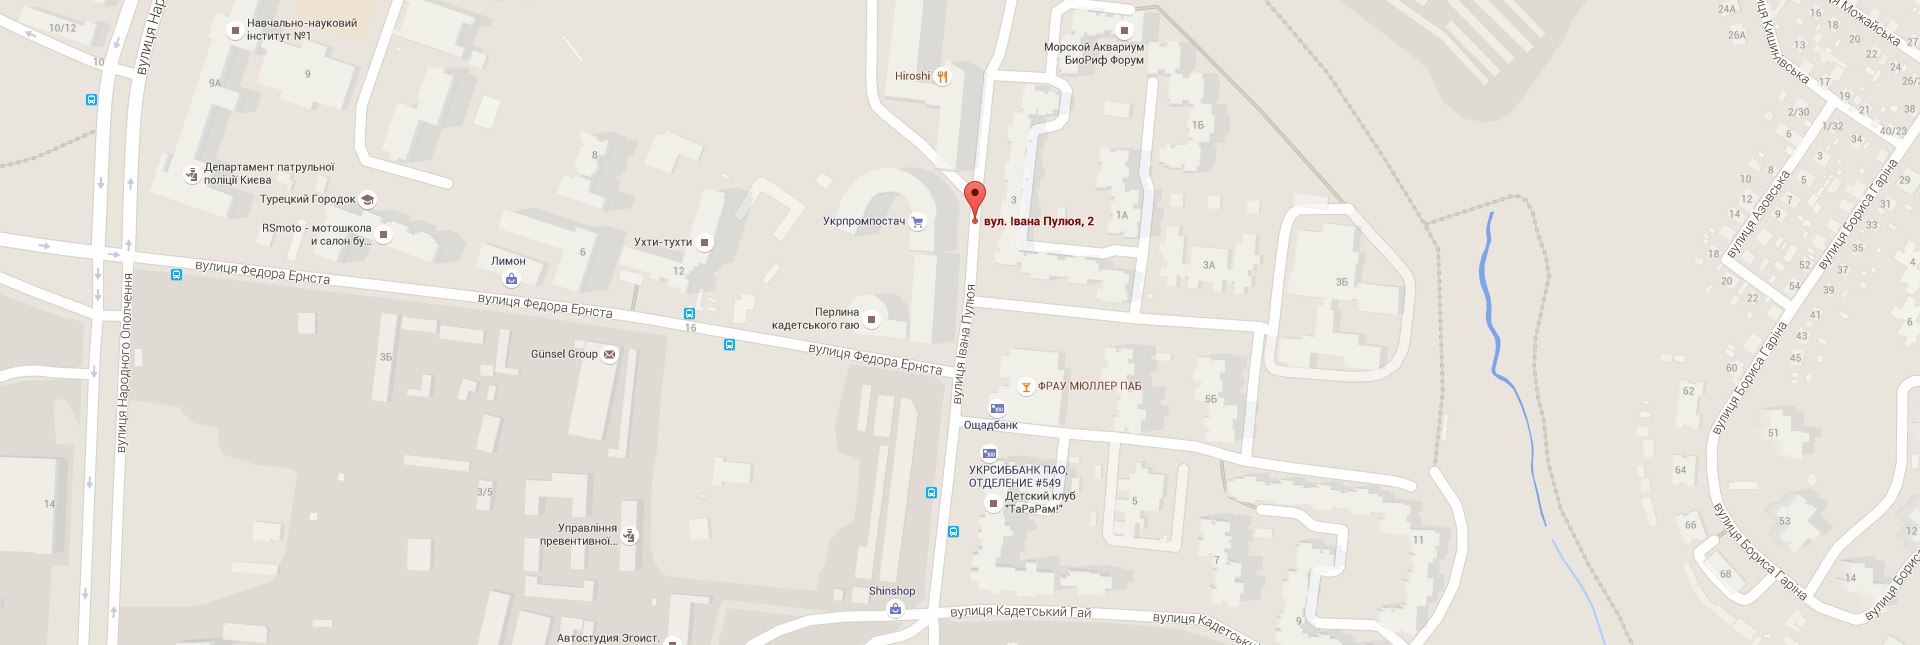 10/12
Навчально-науковий
інститут №1
вулиця Нар
10
9
9А
Департамент патрульної
поліції Києва
Турецкий Городок
RSmoto - мотошкола
и салон бу...
8
Лимон
6
Ухти-тухти
12
Hiroshi
Морской Аквариум
БиоРиф Форум
Укрпромпостач
вул. Івана Пулюя, 2
3
1А
1Б
3А
3Б
Перлина
кадетського гаю
вулиця Федора Ернста
вулиця Федора Ернста
вулиця Федора Ернста
16
вулиця Народного Ополчення
вулиця Івана Пулюя
3Б
Günsel Group
ФРАУ МЮЛЛЕР ПАБ
5Б
Ощадбанк
УКРСИББАНК ПАО,
ОТДЕЛЕНИЕ #549
Детский клуб
"ТаРаРам!"
5
14
3/5
Управління
превентивної...
7
11
9
Shinshop
Автостудия Эгоист.
вулиця Кадетський Гай
вулиця Кадетськи
24А
26А
иця Кишинівська
я Можайська
16
18
20
22
24
26/3
13
17
19
21
2/30
1/32
34
40/23
8
3
6
10
12
14
16
5
7
31
9
33
18
20
22
52
35
37
54
39
41
43
45
60
62
64
66
68
51
53
12
14
вулиця Азовська
вулиця Бориса Гаріна
вулиця Бориса Гаріна
вулиця Бориса Гаріна
вулиця Бориса